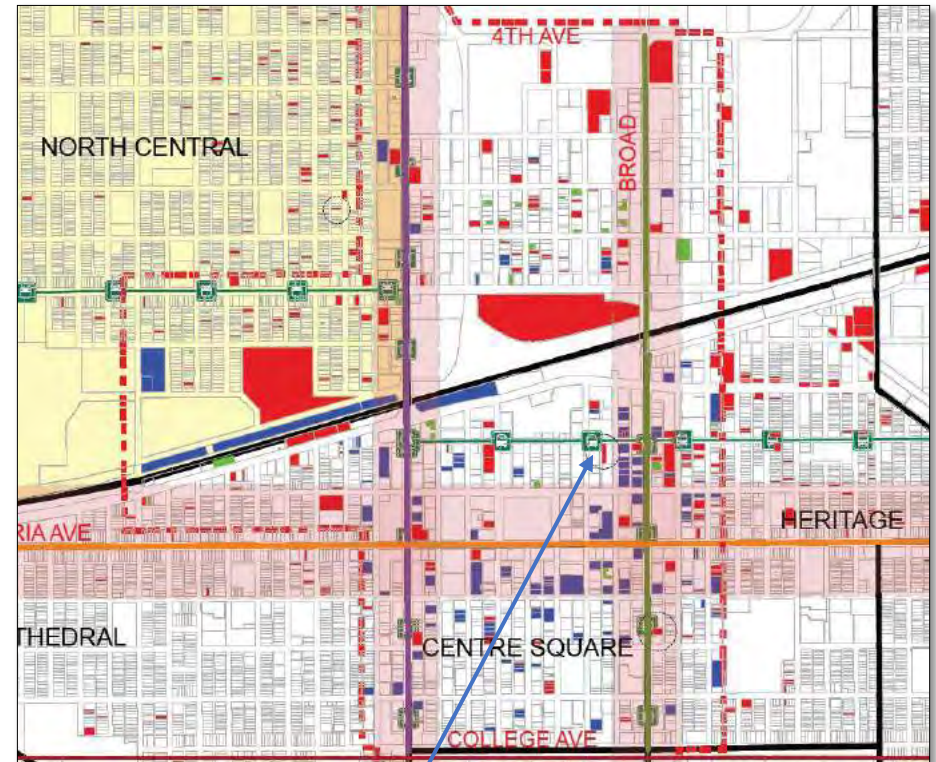 4TH AVE
NORTH CENTRAL
BROAD
RIA AVE
HERITAGE
THEDRAL
CENTRE SQUARE
COLLEGE AVE